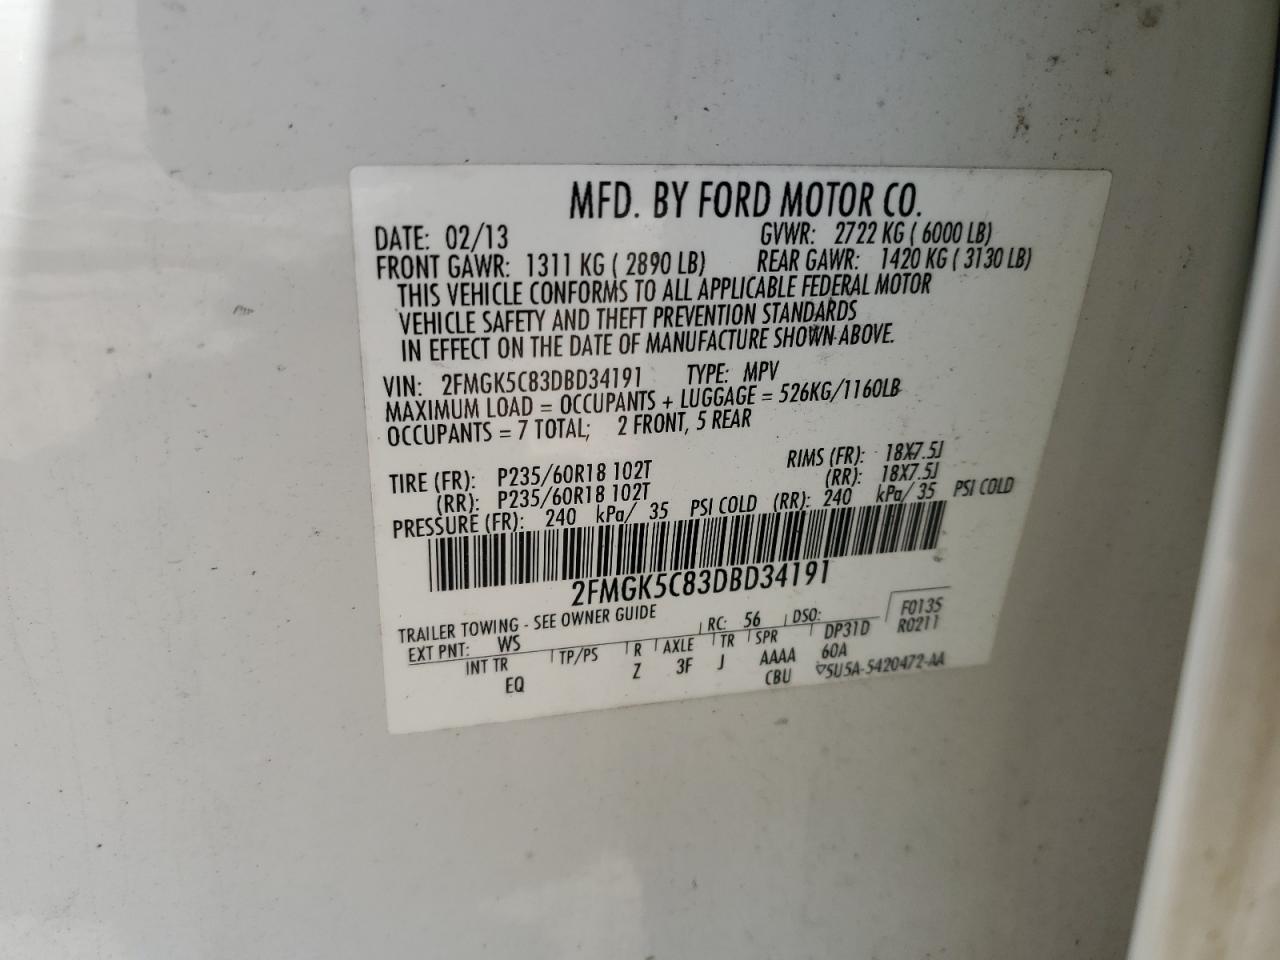 MFD. BY FORD MOTOR CO.
DATE: 02/13 GVWR: 2722 KG ( 6000 LB)
FRONT GAWR: 1311 KG ( 2890 LB) REAR GAWR: 1420 KG ( 3130 LB)
THIS VEHICLE CONFORMS TO ALL APPLICABLE FEDERAL MOTOR
VEHICLE SAFETY AND THEFT PREVENTION STANDARDS
IN EFFECT ON THE DATE OF MANUFACTURE SHOWN ABOVE.
VIN: 2FMGK5C83DBD34191 TYPE: MPV
MAXIMUM LOAD = OCCUPANTS + LUGGAGE = 526KG/1160LB
OCCUPANTS = 7 TOTAL; 2 FRONT, 5 REAR
TIRE (FR): P235/60R18 102T RIMS (FR): 18X7.5J
(RR): P235/60R18 102T (RR): 18X7.5J
PRESSURE (FR): 240 kPa/ 35 PSI COLD (RR): 240 kPa/ 35 PSI COLD
2FMGK5C83DBD34191
TRAILER TOWING - SEE OWNER GUIDE
F0135
EXT PNT: WS RC: 56 DSO: R0211
INT TR TP/PS R AXLE TR SPR DP31D
EQ Z 3F J AAAA 60A
CBU 5U5A-5420472-AA